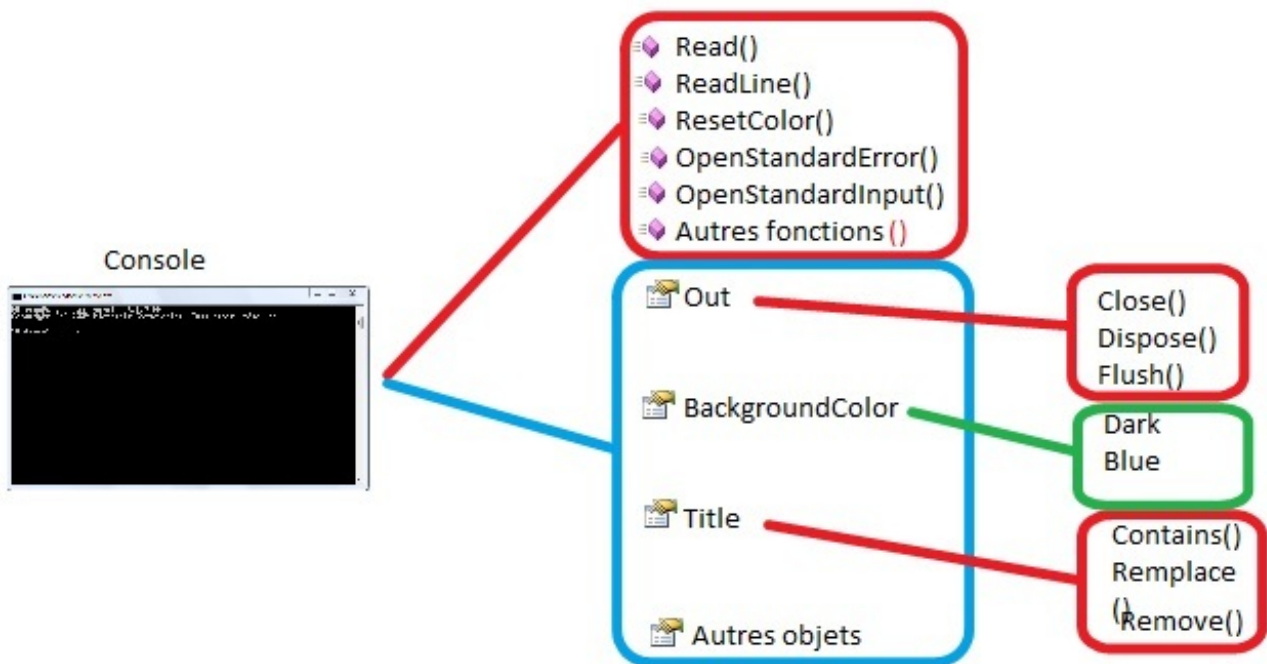 Console
Read()
ReadLine()
ResetColor()
OpenStandardError()
OpenStandardInput()
Autres fonctions ()
Out
BackgroundColor
Title
Autres objets
Close()
Dispose()
Flush()
Dark
Blue
Contains()
Remplace
()
Remove()